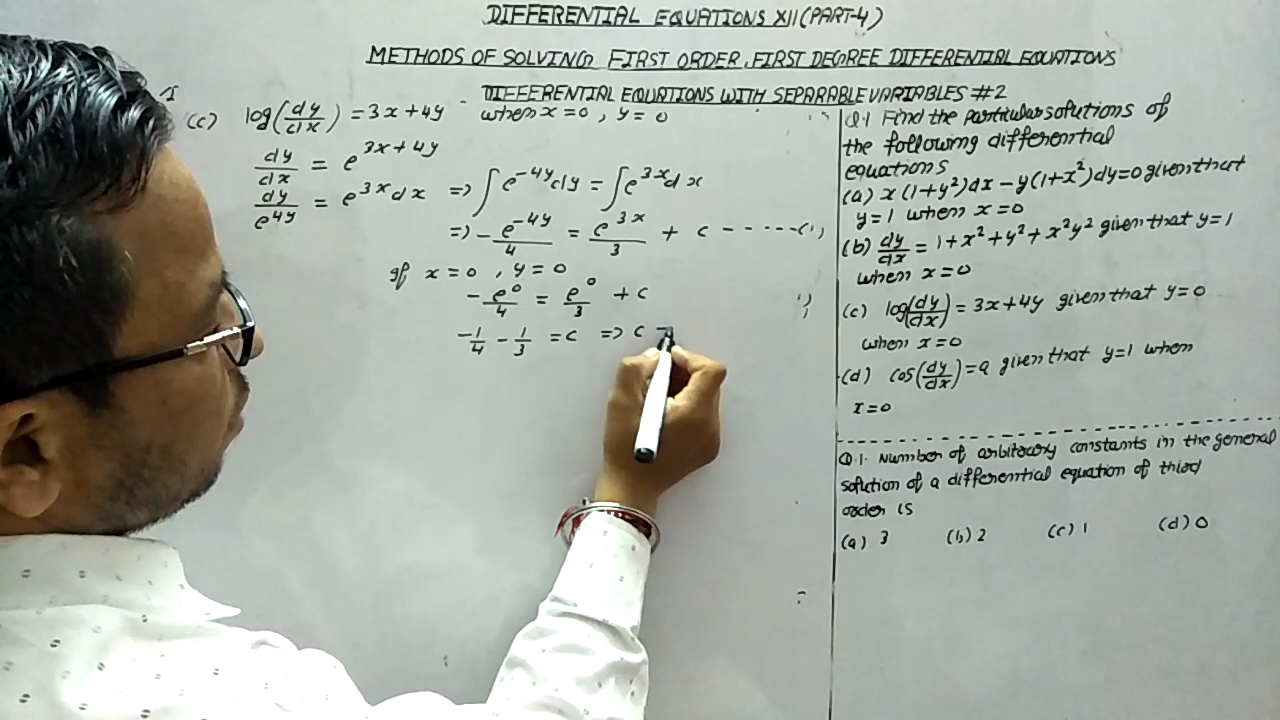 DIFFERENTIAL EQUATIONS XII (PART-4)
METHODS OF SOLVING FIRST ORDER, FIRST DEGREE DIFFERENTIAL EQUATIONS
DIFFERENTIAL EQUATIONS WITH SEPARABLE VARIABLES #2
(c) log(dy/dx) = 3x+4y when x=0, y=0
dy/dx = e^{3x+4y}
dy/e^{4y} = e^{3x} dx => ∫e^{-4y} dy = ∫e^{3x} dx
=> -e^{-4y}/4 = e^{3x}/3 + c -----(1)
If x=0, y=0
-e^0/4 = e^0/3 + c
-1/4 - 1/3 = c => c =
Q.1 Find the particular solutions of
the following differential
equations
(a) x(1+y²)dx-y(1+x²)dy=0 given that
y=1 when x=0
(b) dy/dx = 1+x²+y²+x²y² given that y=1
when x=0
(c) log(dy/dx) = 3x+4y given that y=0
when x=0
(d) cos(dy/dx)=a given that y=1 when
x=0
Q.1. Number of arbitrary constants in the general
solution of a differential equation of third
order is
(a) 3 (b) 2 (c) 1 (d) 0